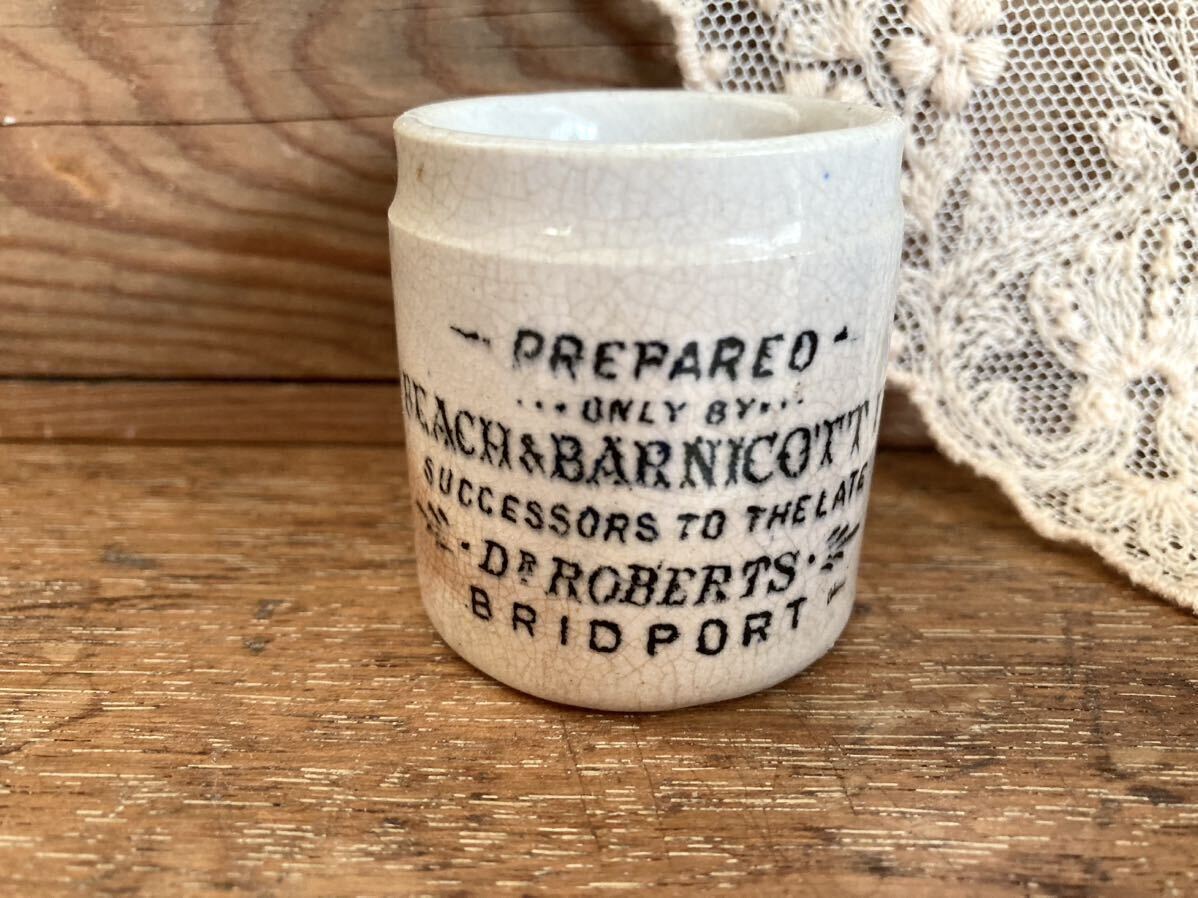 PREPARED
ONLY BY
BEACH & BARNICOTT
SUCCESSORS TO THE LATE
DR ROBERTS
BRIDPORT